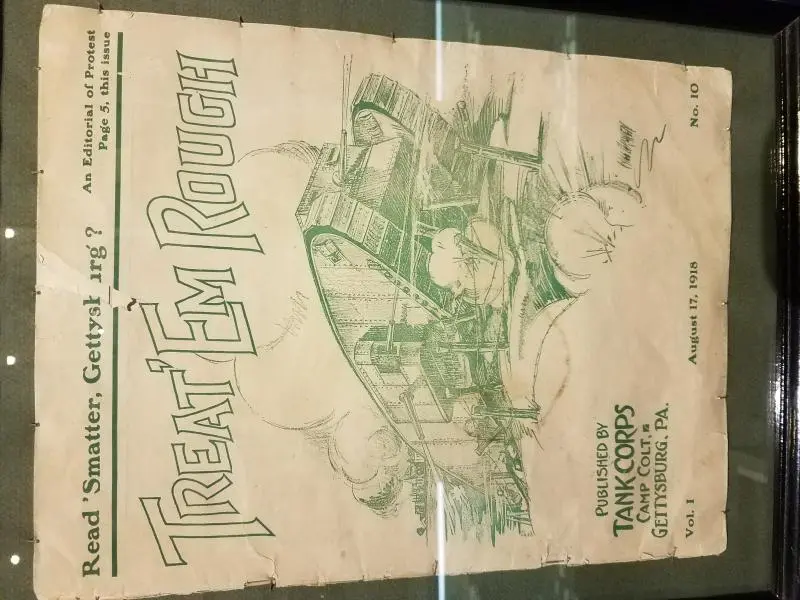 Read 'Smatter, Gettysburg?
An Editorial of Protest
Page 5, this issue
TREAT 'EM ROUGH
PUBLISHED BY
TANK CORPS
CAMP COLT,
GETTYSBURG, PA.
Vol. I
August 17, 1918
No. 10